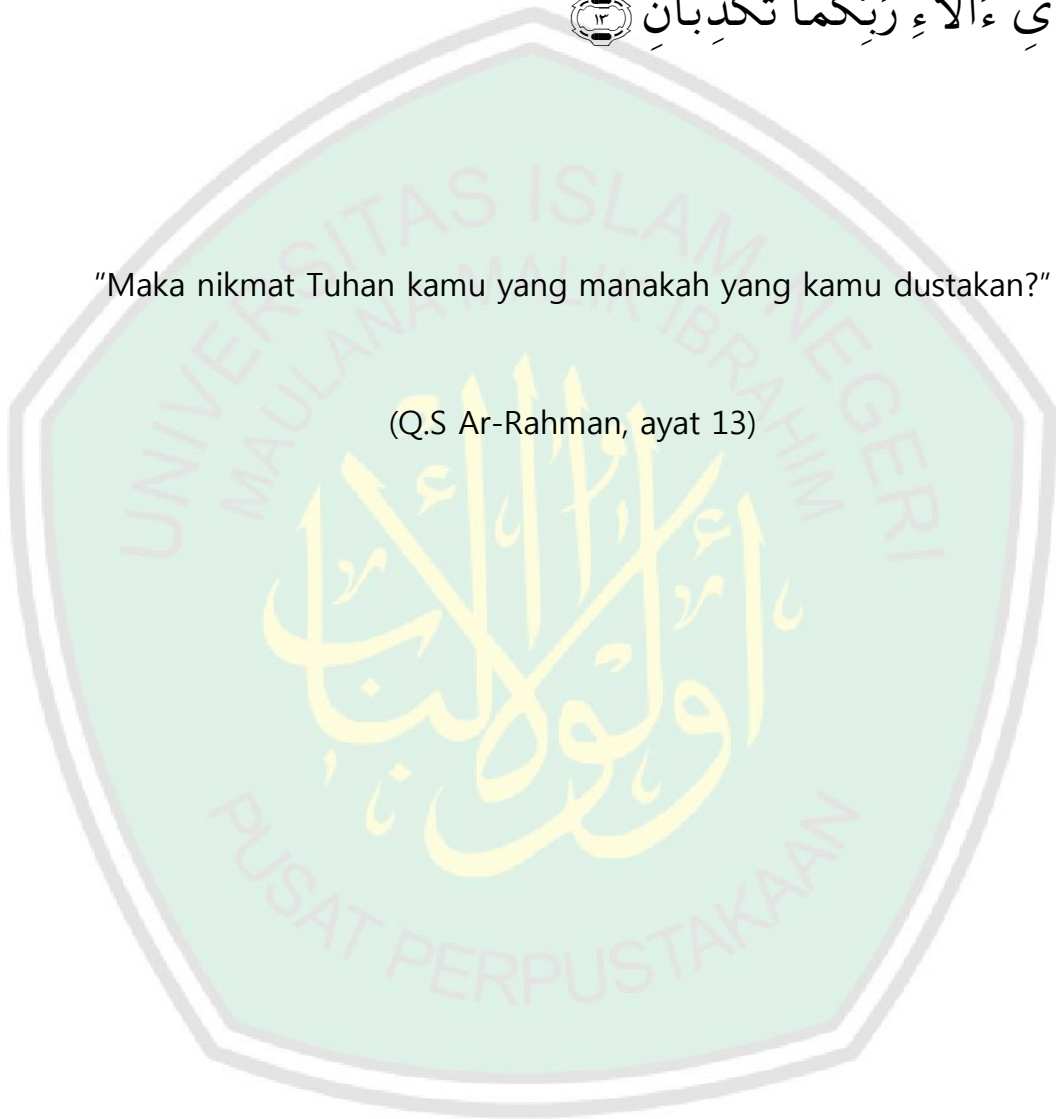 يِ ءَالَآءِ رَبِّكُمَا تُكَذِّبَانِ ١٣
"Maka nikmat Tuhan kamu yang manakah yang kamu dustakan?"
(Q.S Ar-Rahman, ayat 13)
UNIVERSITAS ISLAM NEGERI
MAULANA MALIK IBRAHIM
أولوا الألباب
PUSAT PERPUSTAKAAN